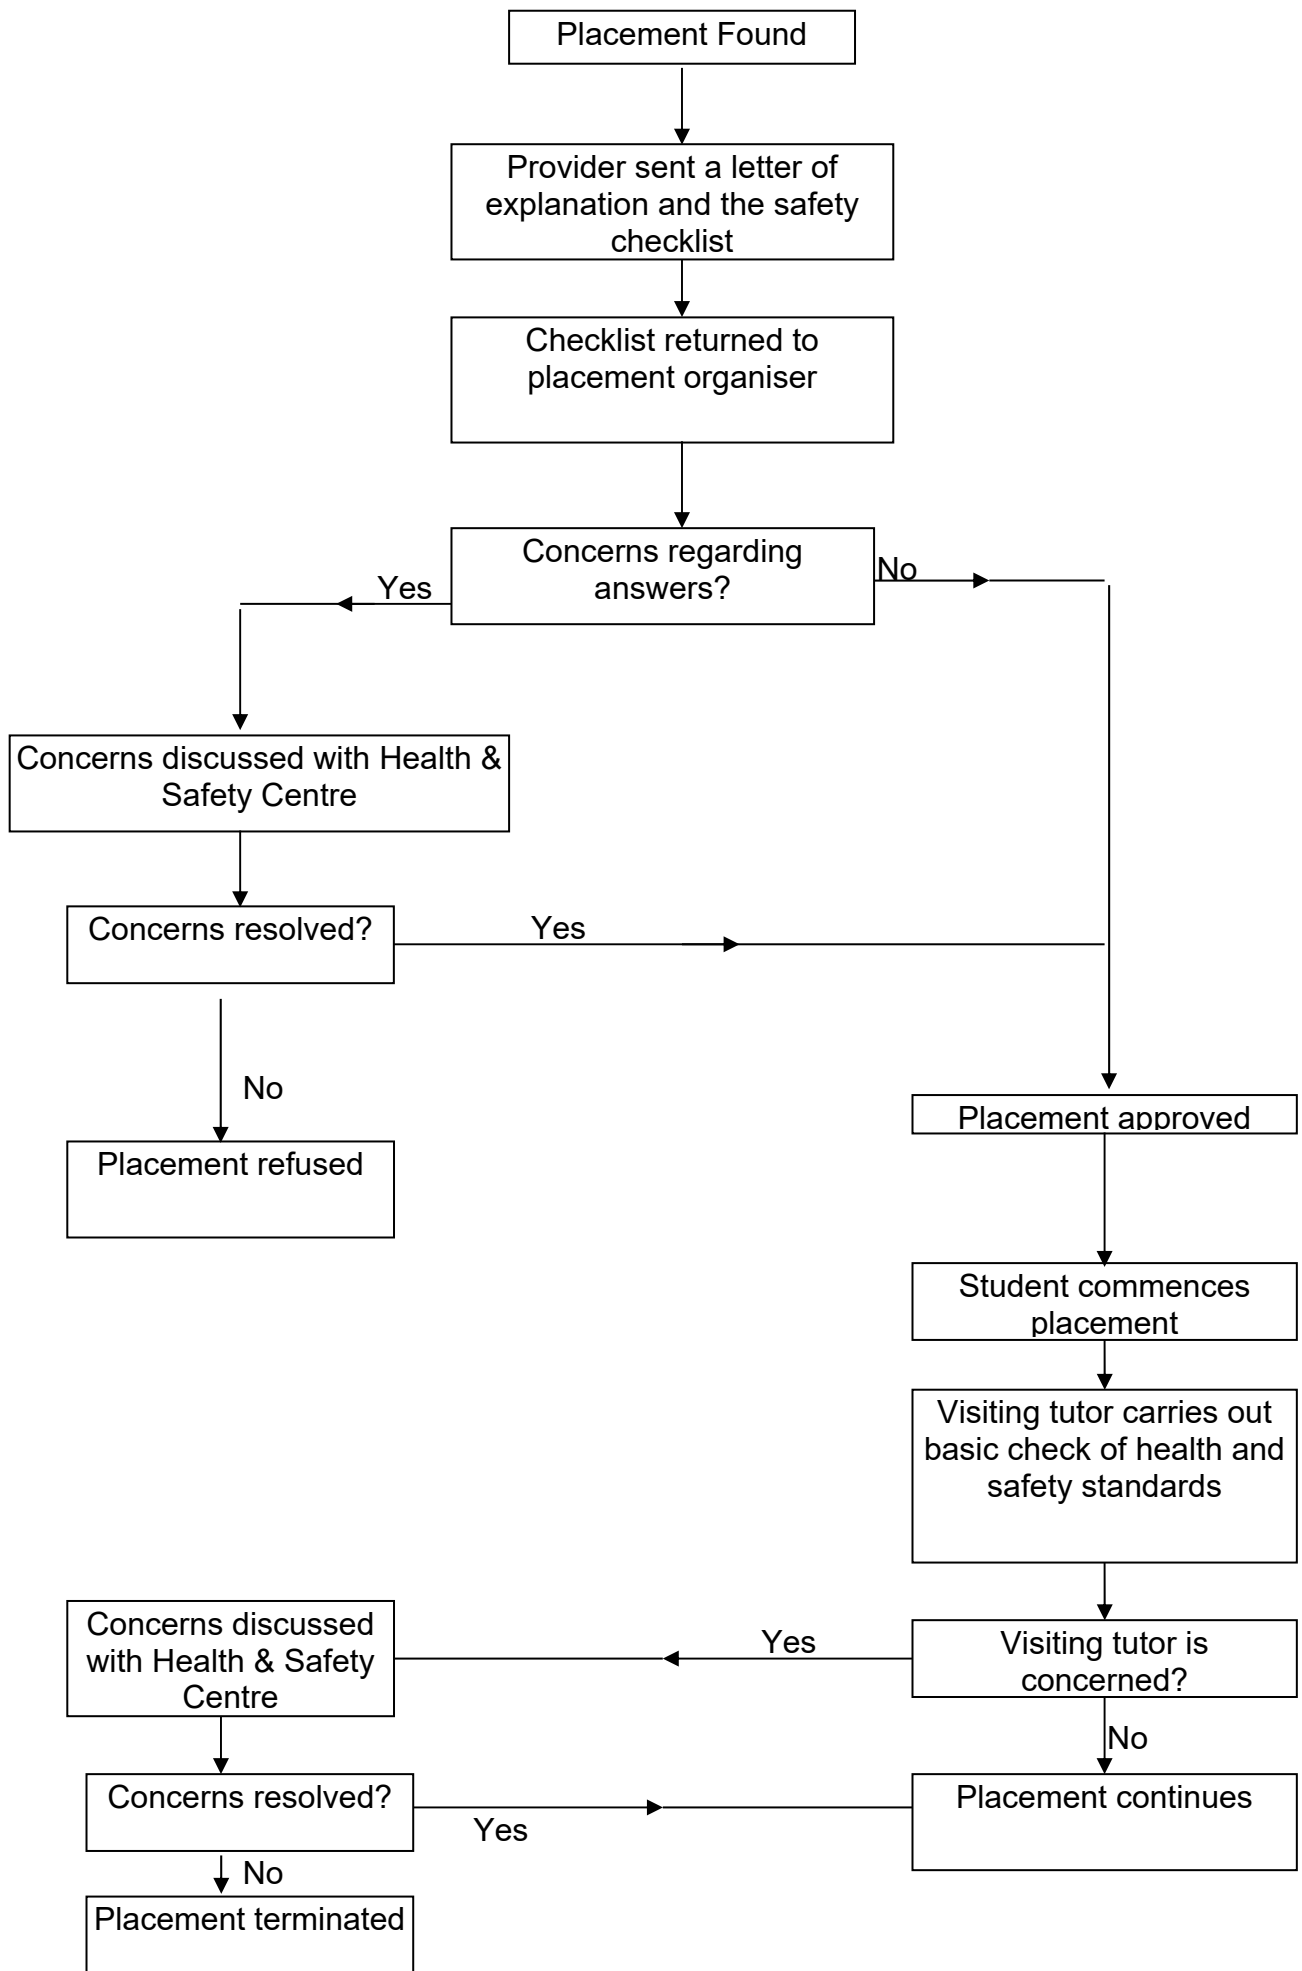 Placement Found
Provider sent a letter of
explanation and the safety
checklist
Checklist returned to
placement organiser
Concerns regarding
answers?
No
Yes
Concerns discussed with Health &
Safety Centre
Concerns resolved?
Yes
No
Placement refused
Placement approved
Student commences
placement
Visiting tutor carries out
basic check of health and
safety standards
Visiting tutor is
concerned?
Yes
Concerns discussed
with Health & Safety
Centre
No
Concerns resolved?
Yes
Placement continues
No
Placement terminated